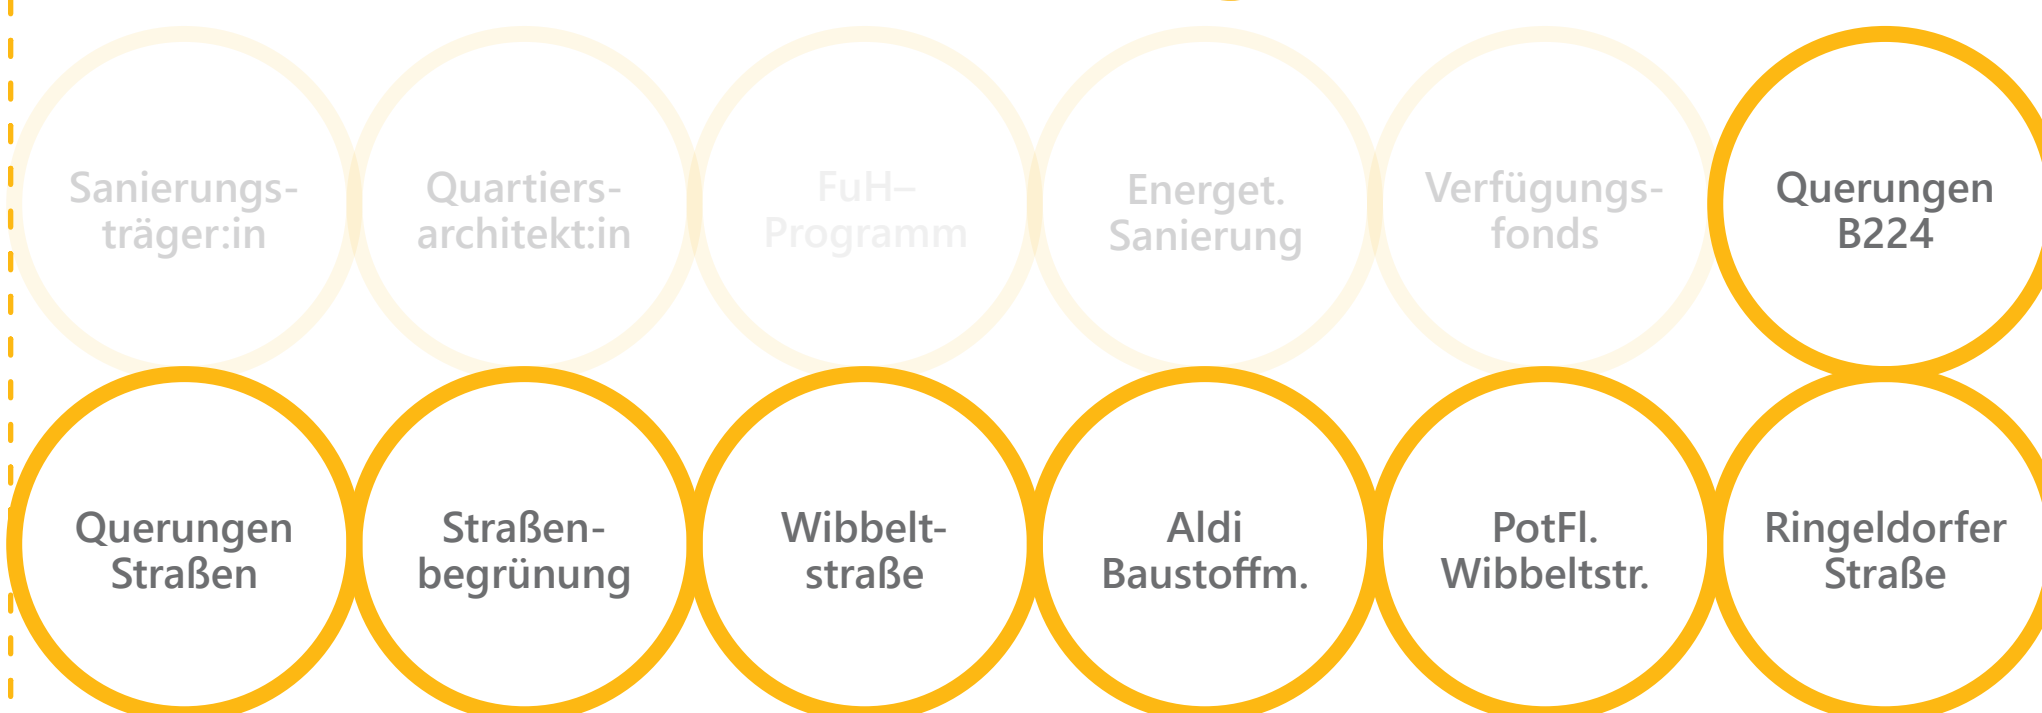 Sanierungs-
träger:in
Quartiers-
architekt:in
FuH–
Programm
Energet.
Sanierung
Verfügungs-
fonds
Querungen
B224
Querungen
Straßen
Straßen-
begrünung
Wibbelt-
straße
Aldi
Baustoffm.
PotFl.
Wibbeltstr.
Ringeldorfer
Straße